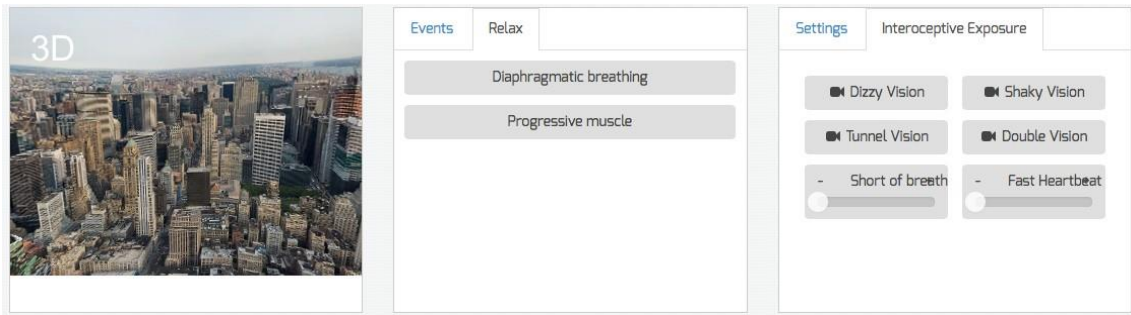 3D
Events Relax
Diaphragmatic breathing
Progressive muscle
Settings Interoceptive Exposure
Dizzy Vision Shaky Vision
Tunnel Vision Double Vision
- Short of breath + - Fast Heartbeat +